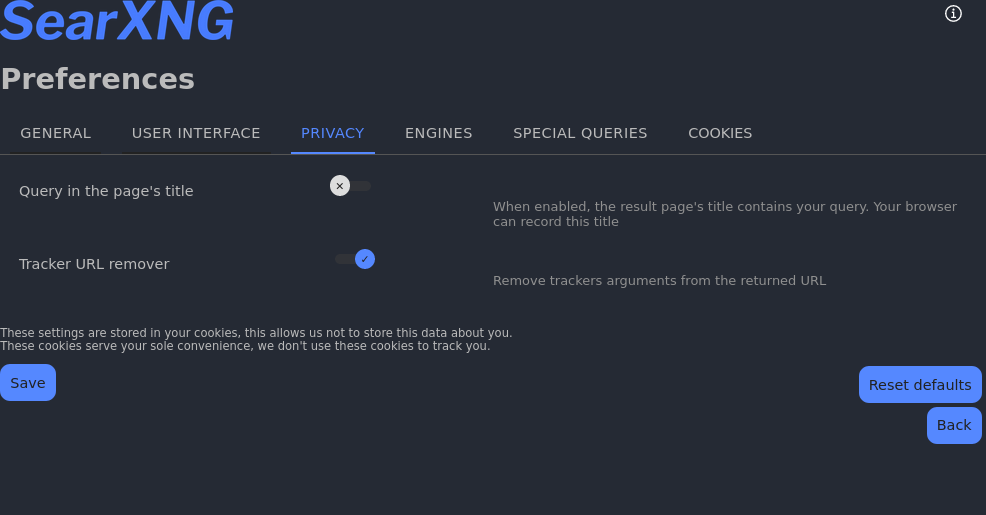 SearXNG
Preferences
GENERAL USER INTERFACE PRIVACY ENGINES SPECIAL QUERIES COOKIES
Query in the page's title
When enabled, the result page's title contains your query. Your browser
can record this title
Tracker URL remover
Remove trackers arguments from the returned URL
These settings are stored in your cookies, this allows us not to store this data about you.
These cookies serve your sole convenience, we don't use these cookies to track you.
Save
Reset defaults
Back